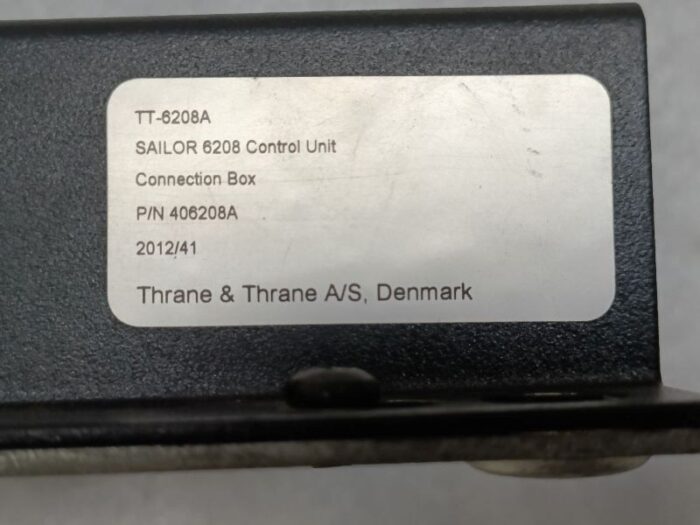 TT-6208A
SAILOR 6208 Control Unit
Connection Box
P/N 406208A
2012/41
Thrane & Thrane A/S, Denmark